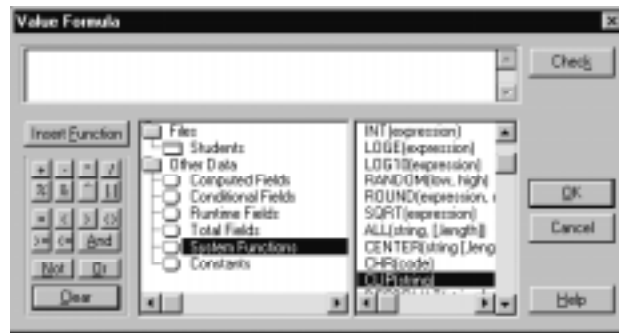 Value Formula
Check
Insert Function
+ - * /
% & ^ ( )
= < > <>
>= <= And
Not Or
Clear
Files
Students
Other Data
Computed Fields
Conditional Fields
Runtime Fields
Total Fields
System Functions
Constants
INT(expression)
LOGE(expression)
LOG10(expression)
RANDOM(low, high)
ROUND(expression,
SQRT(expression)
ALL(string, [,length])
CENTER(string [,leng
CHR(code)
CLIP(string)
OK
Cancel
Help